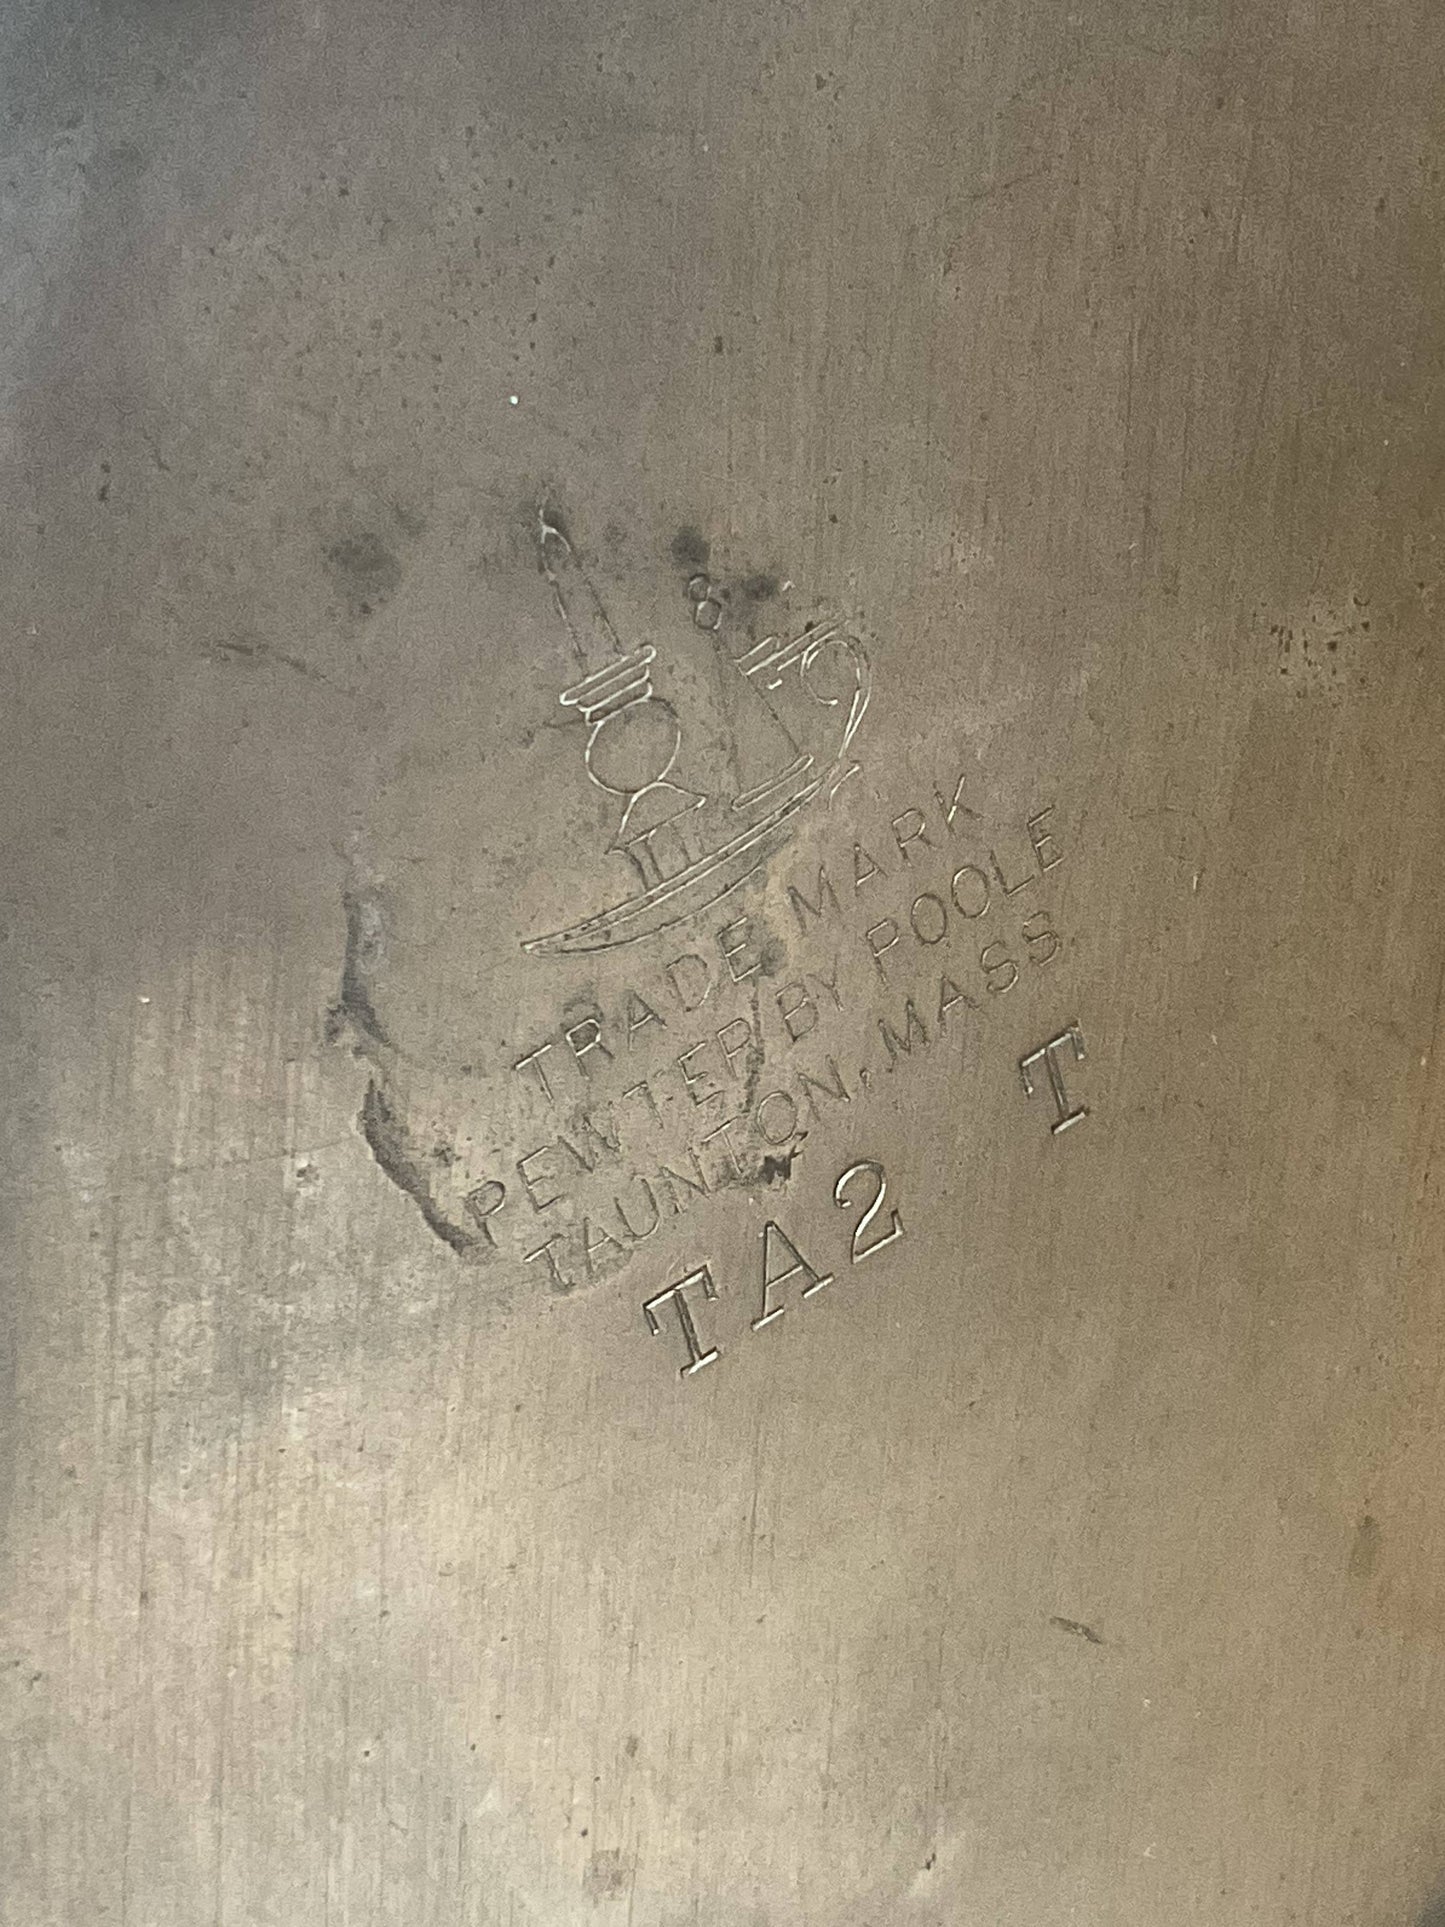 TRADE MARK
PEWTER BY POOLE
TAUNTON, MASS
TA2 T